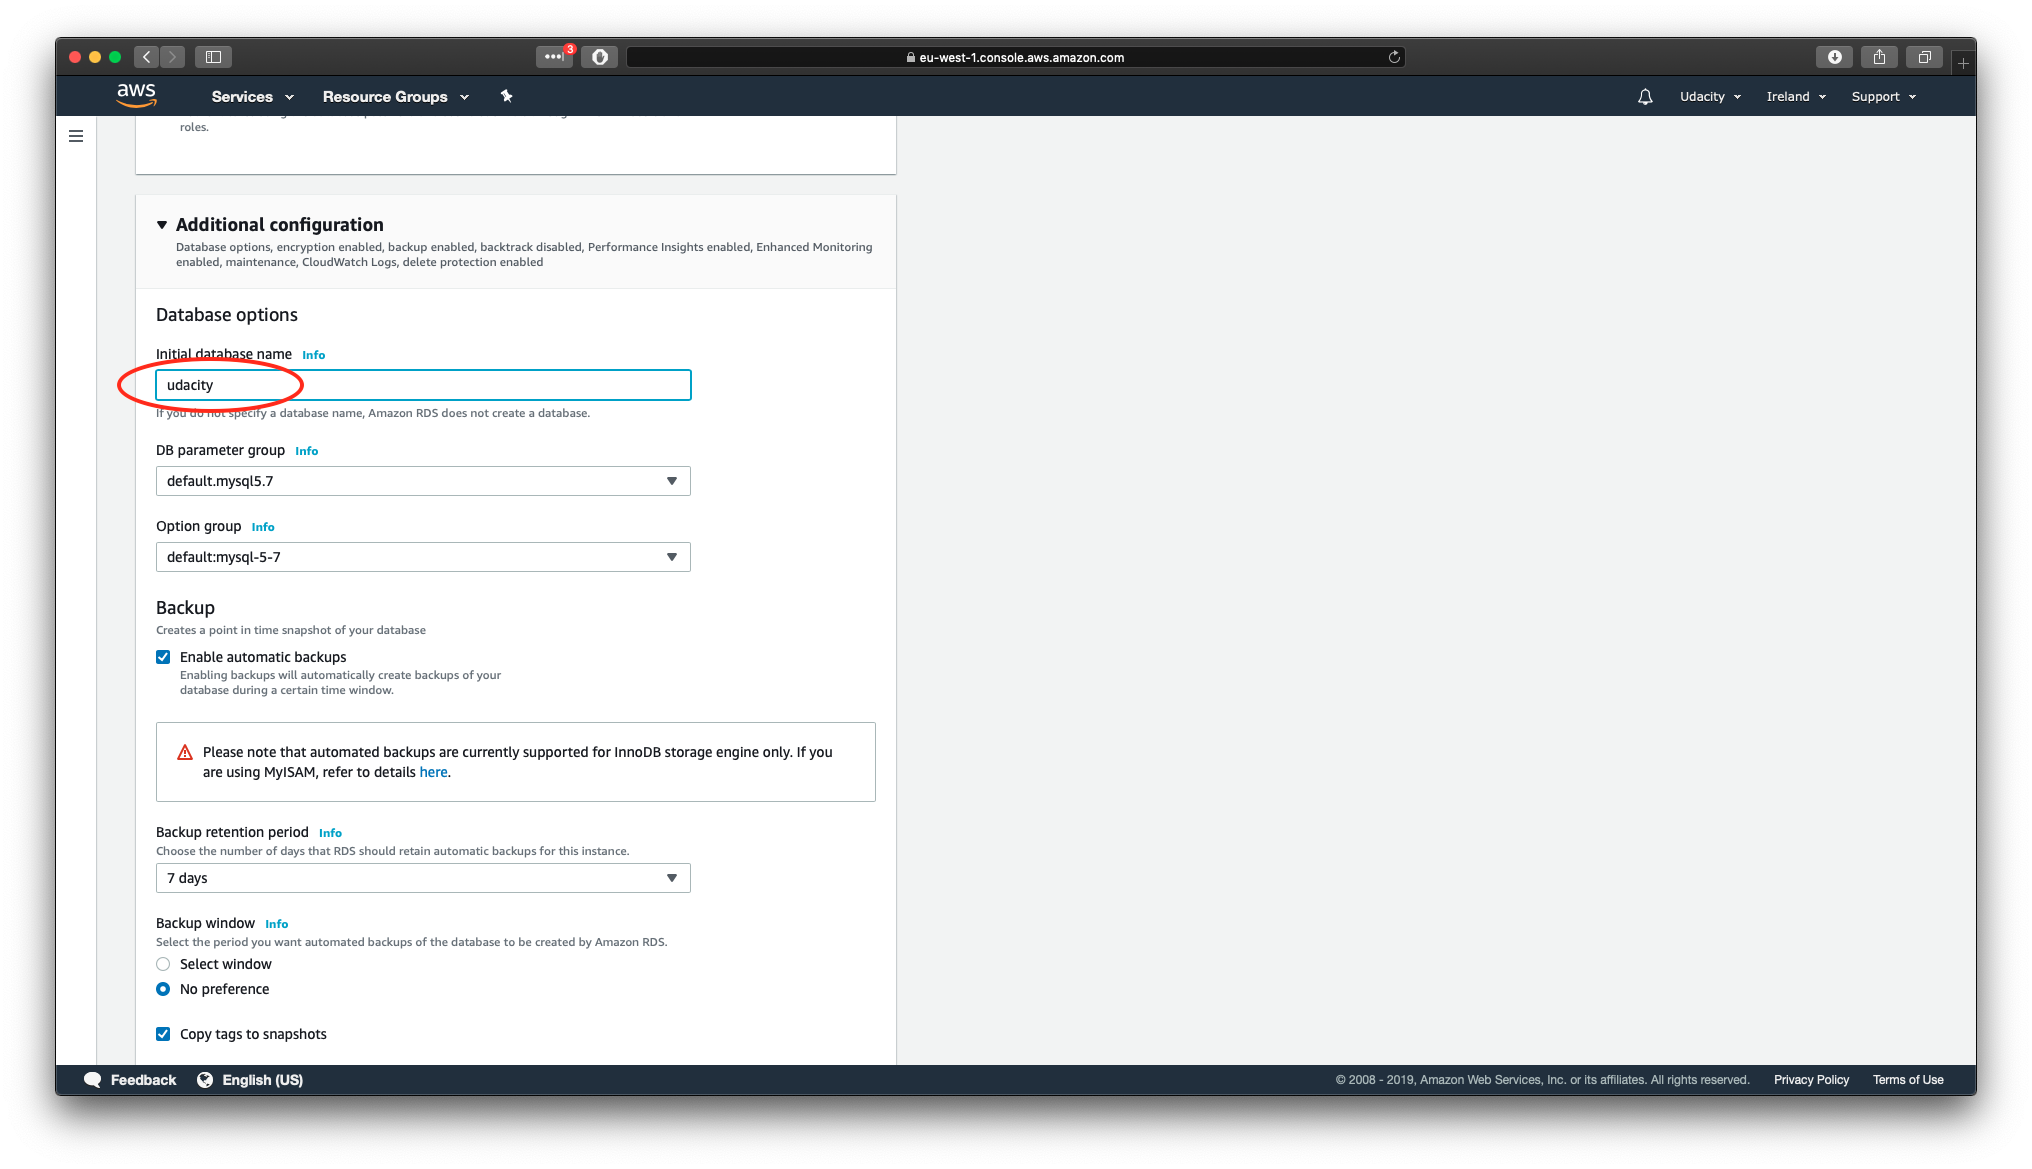 3
eu-west-1.console.aws.amazon.com
aws
Services
Resource Groups
Udacity
Ireland
Support
roles.
Additional configuration
Database options, encryption enabled, backup enabled, backtrack disabled, Performance Insights enabled, Enhanced Monitoring
enabled, maintenance, CloudWatch Logs, delete protection enabled
Database options
Initial database name Info
udacity
If you do not specify a database name, Amazon RDS does not create a database.
DB parameter group Info
default.mysql5.7
Option group Info
default:mysql-5-7
Backup
Creates a point in time snapshot of your database
Enable automatic backups
Enabling backups will automatically create backups of your
database during a certain time window.
Please note that automated backups are currently supported for InnoDB storage engine only. If you
are using MyISAM, refer to details here.
Backup retention period Info
Choose the number of days that RDS should retain automatic backups for this instance.
7 days
Backup window Info
Select the period you want automated backups of the database to be created by Amazon RDS.
Select window
No preference
Copy tags to snapshots
Feedback
English (US)
© 2008 - 2019, Amazon Web Services, Inc. or its affiliates. All rights reserved.
Privacy Policy
Terms of Use